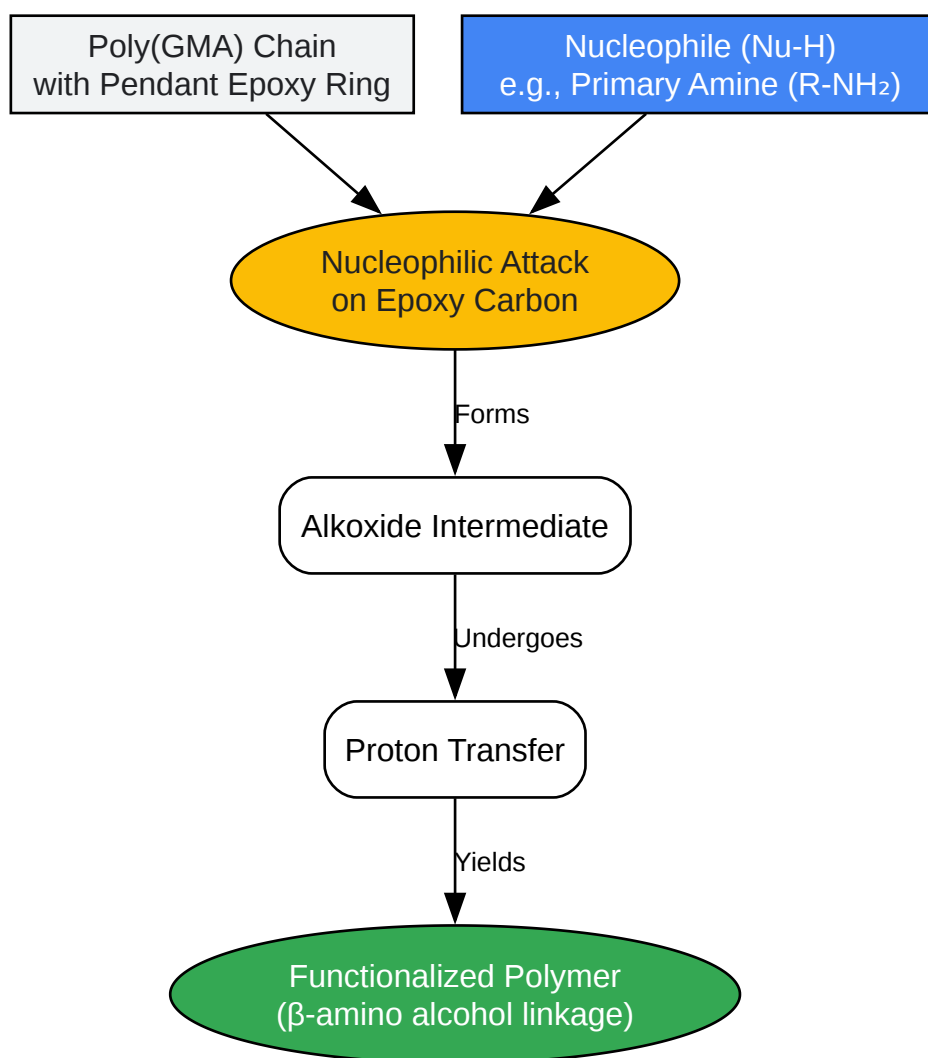 Poly(GMA) Chain
with Pendant Epoxy Ring
Nucleophile (Nu-H)
e.g., Primary Amine (R-NH₂)
Nucleophilic Attack
on Epoxy Carbon
Forms
Alkoxide Intermediate
Undergoes
Proton Transfer
Yields
Functionalized Polymer
(β-amino alcohol linkage)